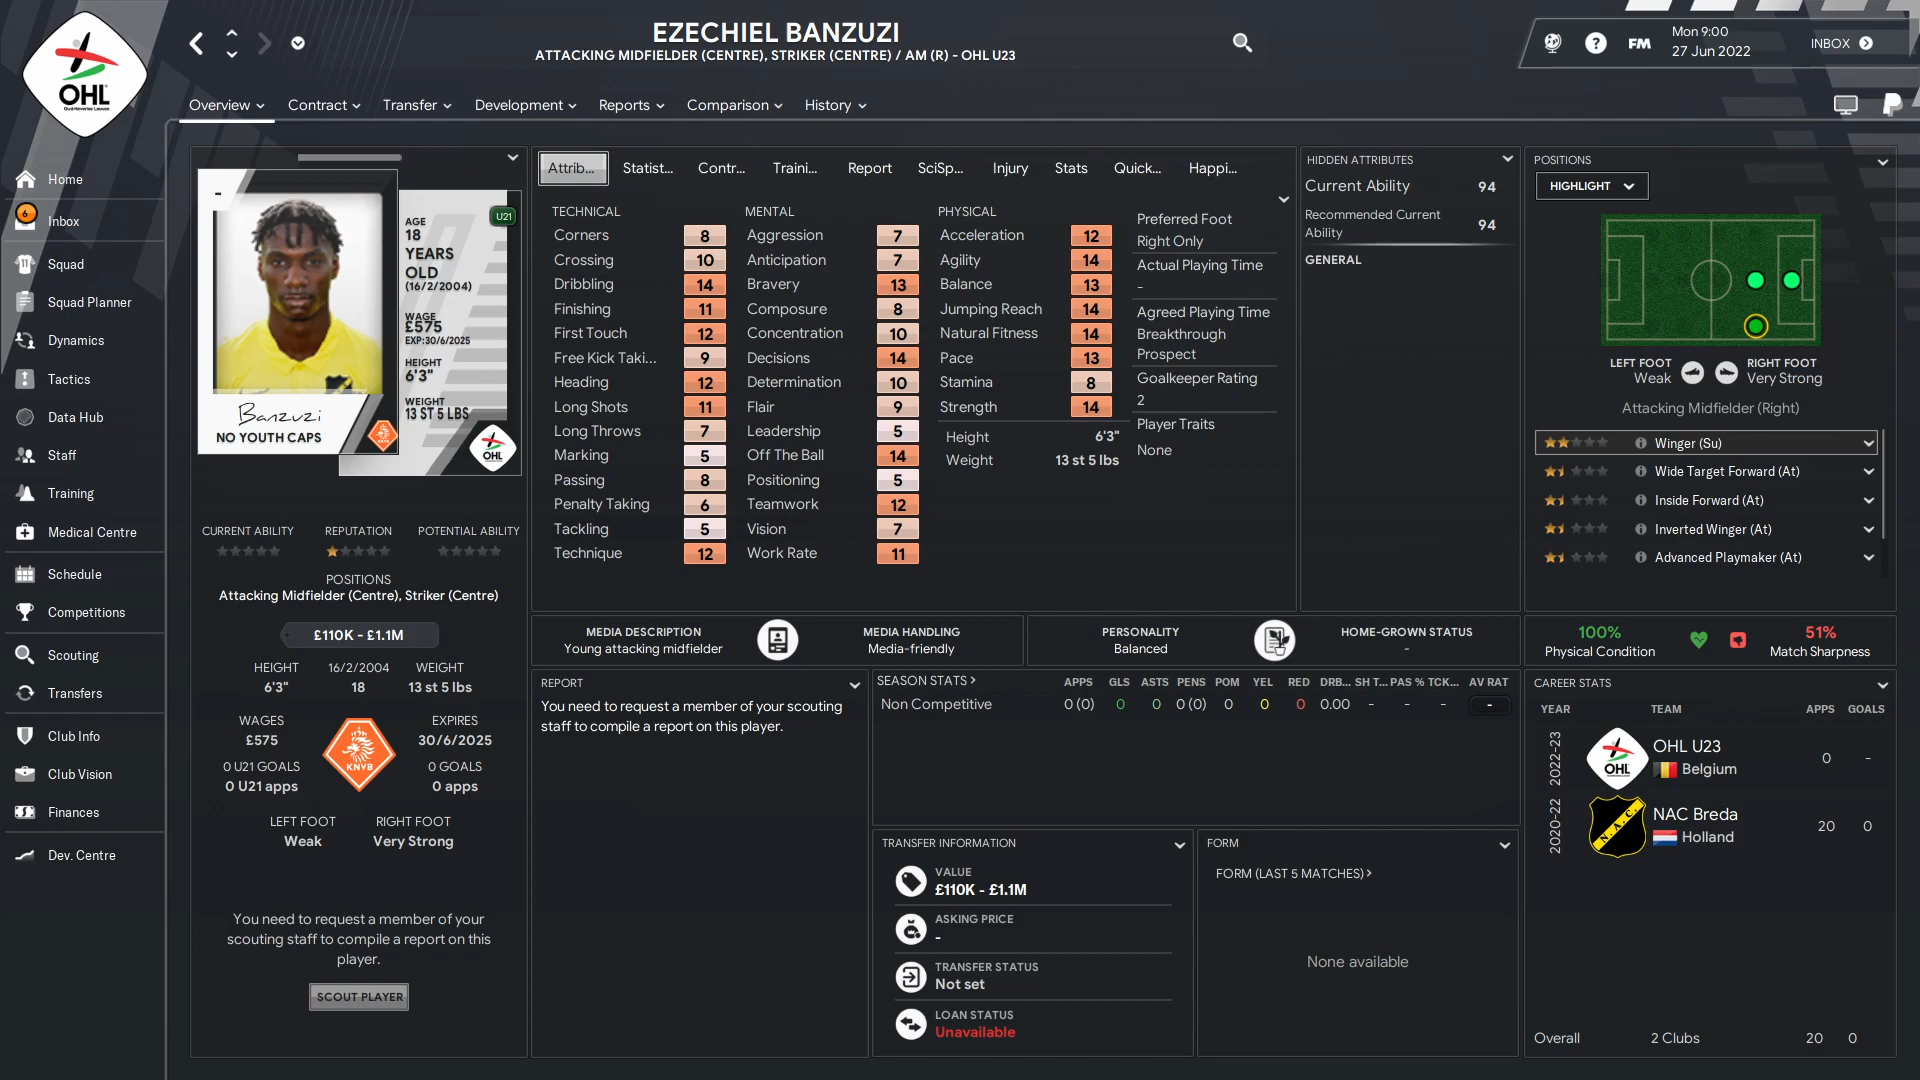 EZECHIEL BANZUZI
ATTACKING MIDFIELDER (CENTRE), STRIKER (CENTRE) / AM (R) - OHL U23
FM
Mon 9:00
27 Jun 2022
INBOX
OHL
Oud-Heverlee Leuven
Overview
Contract
Transfer
Development
Reports
Comparison
History
Home
6
Inbox
Squad
Squad Planner
Dynamics
Tactics
Data Hub
Staff
Training
Medical Centre
Schedule
Competitions
Scouting
Transfers
Club Info
Club Vision
Finances
Dev. Centre
-
U21
AGE
18
YEARS
OLD
(16/2/2004)
WAGE
£575
EXP:30/6/2025
HEIGHT
6'3"
WEIGHT
13 ST 5 LBS
Banzuzi
NO YOUTH CAPS
OHL
CURRENT ABILITY
REPUTATION
POTENTIAL ABILITY
POSITIONS
Attacking Midfielder (Centre), Striker (Centre)
£110K - £1.1M
HEIGHT
16/2/2004
WEIGHT
6'3"
18
13 st 5 lbs
WAGES
EXPIRES
£575
30/6/2025
KNVB
0 U21 GOALS
0 GOALS
0 U21 apps
0 apps
LEFT FOOT
RIGHT FOOT
Weak
Very Strong
You need to request a member of your
scouting staff to compile a report on this
player.
SCOUT PLAYER
Attrib...
Statist...
Contr...
Traini...
Report
SciSp...
Injury
Stats
Quick...
Happi...
TECHNICAL
Corners 8
Crossing 10
Dribbling 14
Finishing 11
First Touch 12
Free Kick Taki... 9
Heading 12
Long Shots 11
Long Throws 7
Marking 5
Passing 8
Penalty Taking 6
Tackling 5
Technique 12
MENTAL
Aggression 7
Anticipation 7
Bravery 13
Composure 8
Concentration 10
Decisions 14
Determination 10
Flair 9
Leadership 5
Off The Ball 14
Positioning 5
Teamwork 12
Vision 7
Work Rate 11
PHYSICAL
Acceleration 12
Agility 14
Balance 13
Jumping Reach 14
Natural Fitness 14
Pace 13
Stamina 8
Strength 14
Height 6'3"
Weight 13 st 5 lbs
Preferred Foot
Right Only
Actual Playing Time
-
Agreed Playing Time
Breakthrough
Prospect
Goalkeeper Rating
2
Player Traits
None
HIDDEN ATTRIBUTES
Current Ability 94
Recommended Current
Ability 94
GENERAL
POSITIONS
HIGHLIGHT
LEFT FOOT
Weak
RIGHT FOOT
Very Strong
Attacking Midfielder (Right)
Winger (Su)
Wide Target Forward (At)
Inside Forward (At)
Inverted Winger (At)
Advanced Playmaker (At)
MEDIA DESCRIPTION
Young attacking midfielder
MEDIA HANDLING
Media-friendly
PERSONALITY
Balanced
HOME-GROWN STATUS
-
100%
Physical Condition
51%
Match Sharpness
REPORT
You need to request a member of your scouting
staff to compile a report on this player.
SEASON STATS APPS GLS ASTS PENS POM YEL RED DRB... SH T... PAS % TCK... AV RAT
Non Competitive 0 (0) 0 0 0 (0) 0 0 0 0.00 - - - -
TRANSFER INFORMATION
VALUE
£110K - £1.1M
ASKING PRICE
-
TRANSFER STATUS
Not set
LOAN STATUS
Unavailable
FORM
FORM (LAST 5 MATCHES)
None available
CAREER STATS
YEAR TEAM APPS GOALS
2022-23
OHL
OHL U23
Belgium
0 -
2020-22
N.A.C.
NAC Breda
Holland
20 0
Overall 2 Clubs 20 0